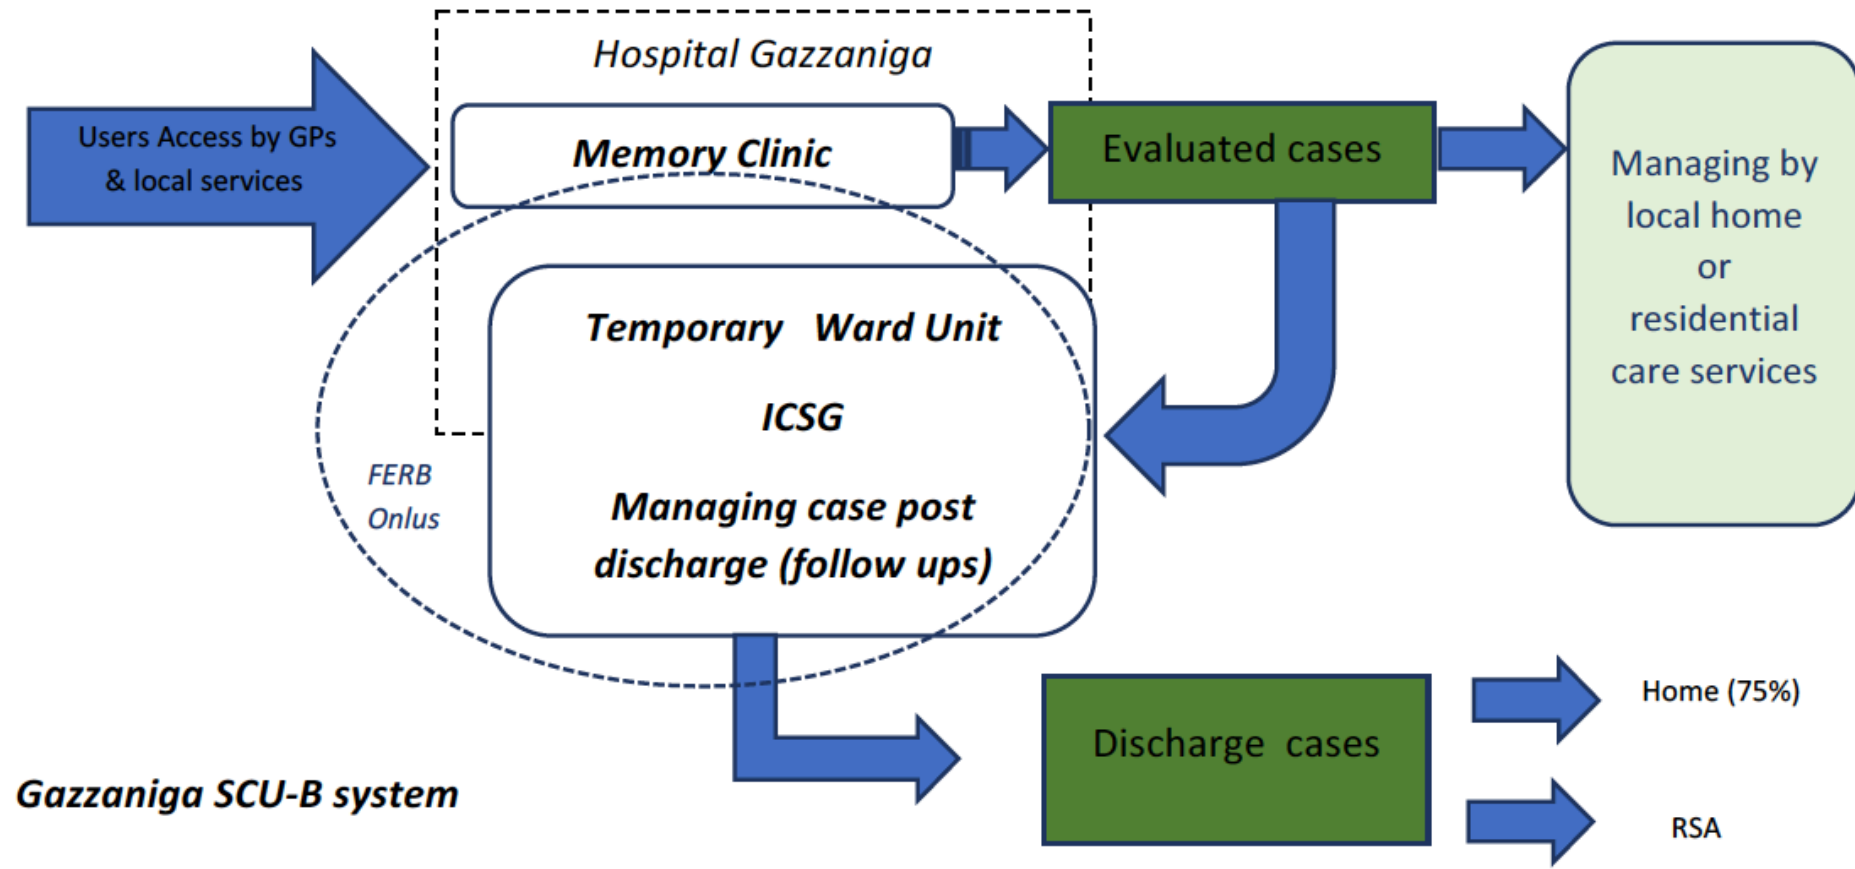 Hospital Gazzaniga
Users Access by GPs
& local services
Memory Clinic
Evaluated cases
Managing by
local home
or
residential
care services
Temporary Ward Unit
ICSG
Managing case post
discharge (follow ups)
FERB
Onlus
Discharge cases
Home (75%)
RSA
Gazzaniga SCU-B system